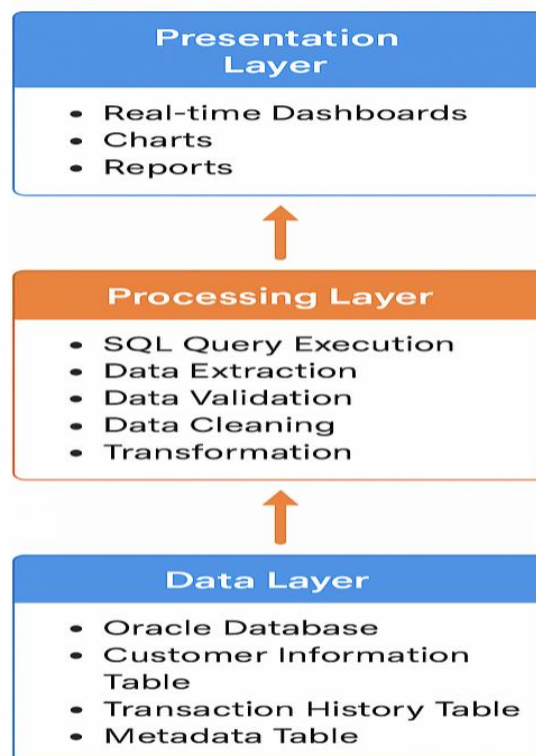 Presentation
Layer
• Real-time Dashboards
• Charts
• Reports
Processing Layer
• SQL Query Execution
• Data Extraction
• Data Validation
• Data Cleaning
• Transformation
Data Layer
• Oracle Database
• Customer Information
Table
• Transaction History Table
• Metadata Table